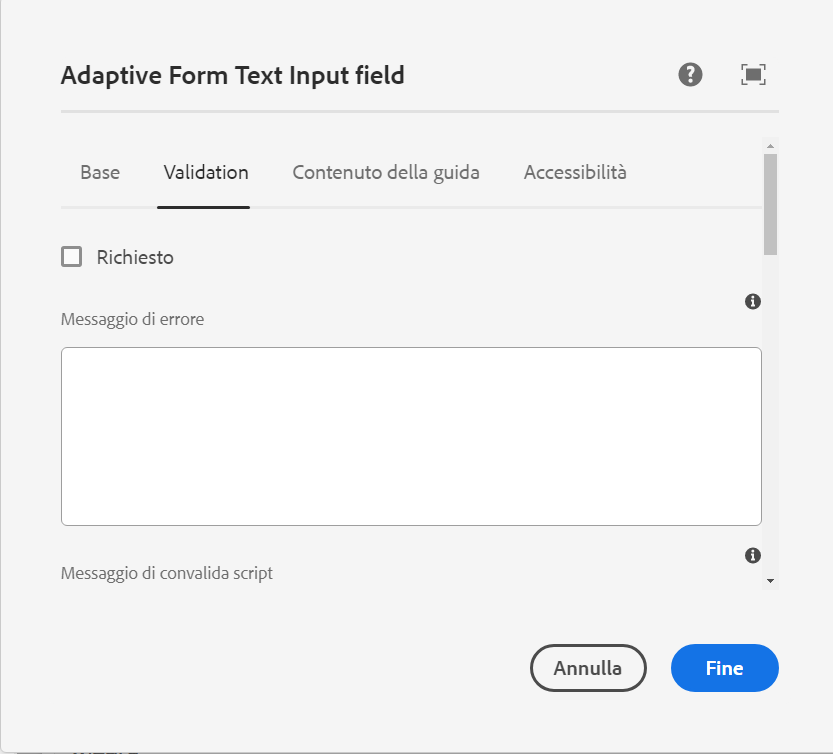 Adaptive Form Text Input field
Base Validation Contenuto della guida Accessibilità
Richiesto
Messaggio di errore
Messaggio di convalida script
Annulla Fine